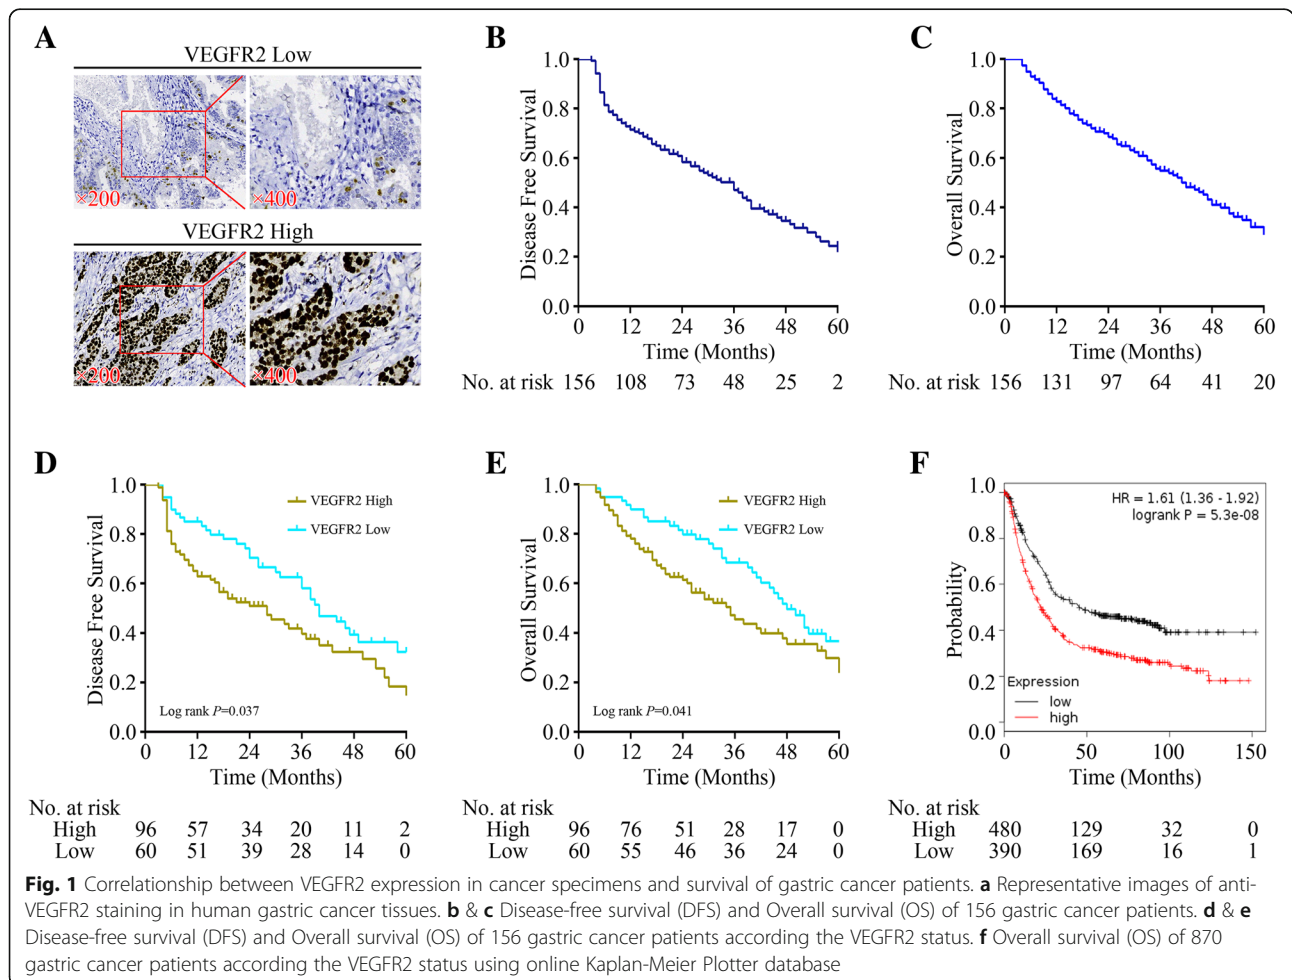 A
VEGFR2 Low
×200
×400
VEGFR2 High
×200
×400
B
Disease Free Survival
1.0
0.8
0.6
0.4
0.2
0.0
0 12 24 36 48 60
Time (Months)
No. at risk 156 108 73 48 25 2
C
Overall Survival
1.0
0.8
0.6
0.4
0.2
0.0
0 12 24 36 48 60
Time (Months)
No. at risk 156 131 97 64 41 20
D
Disease Free Survival
1.0
0.8
0.6
0.4
0.2
0.0
VEGFR2 High
VEGFR2 Low
Log rank P=0.037
0 12 24 36 48 60
Time (Months)
No. at risk
High 96 57 34 20 11 2
Low 60 51 39 28 14 0
E
Overall Survival
1.0
0.8
0.6
0.4
0.2
0.0
VEGFR2 High
VEGFR2 Low
Log rank P=0.041
0 12 24 36 48 60
Time (Months)
96 76 51 28 17 0
60 55 46 36 24 0
F
Probability
1.0
0.8
0.6
0.4
0.2
0.0
HR = 1.61 (1.36 - 1.92)
logrank P = 5.3e-08
Expression
low
high
0 50 100 150
Time (Months)
No. at risk
High 480 129 32 0
Low 390 169 16 1
No. at risk
High
Low
Fig. 1 Correlationship between VEGFR2 expression in cancer specimens and survival of gastric cancer patients. a Representative images of anti-
VEGFR2 staining in human gastric cancer tissues. b & c Disease-free survival (DFS) and Overall survival (OS) of 156 gastric cancer patients. d & e
Disease-free survival (DFS) and Overall survival (OS) of 156 gastric cancer patients according the VEGFR2 status. f Overall survival (OS) of 870
gastric cancer patients according the VEGFR2 status using online Kaplan-Meier Plotter database